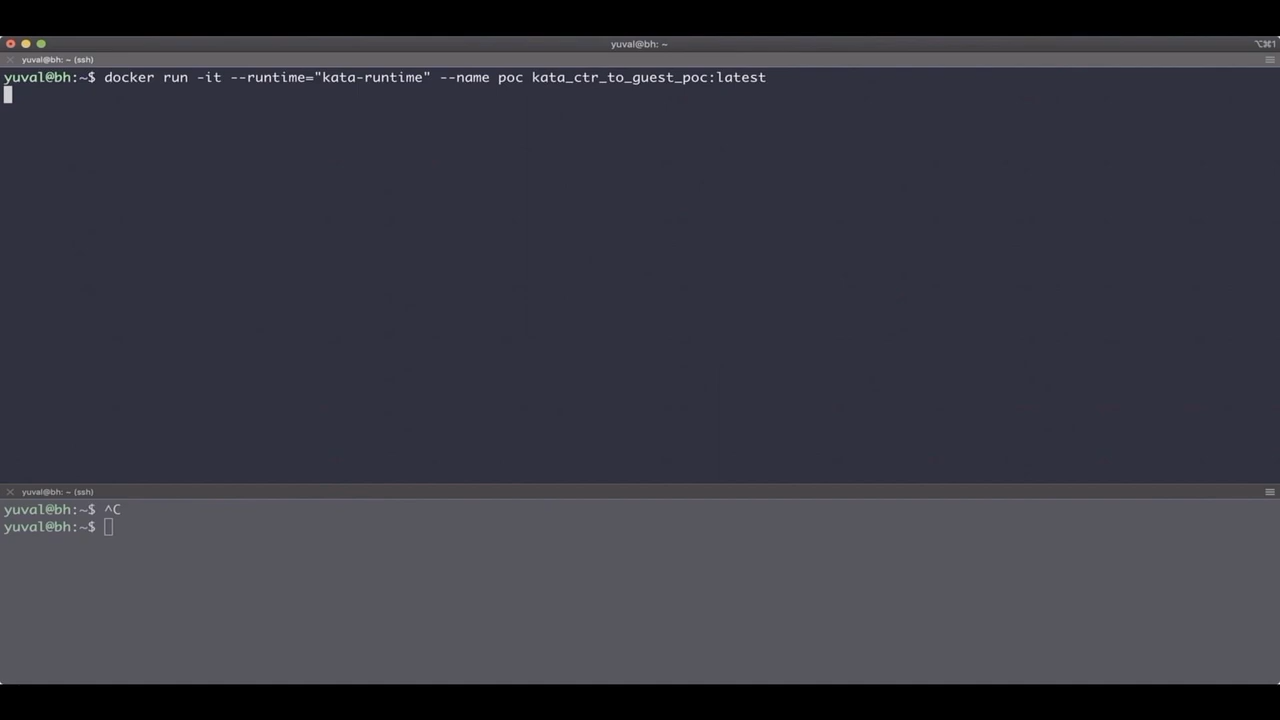 yuval@bh: ~
⌥⌘1
yuval@bh: ~ (ssh)
yuval@bh:~$ docker run -it --runtime="kata-runtime" --name poc kata_ctr_to_guest_poc:latest
yuval@bh: ~ (ssh)
yuval@bh:~$ ^C
yuval@bh:~$